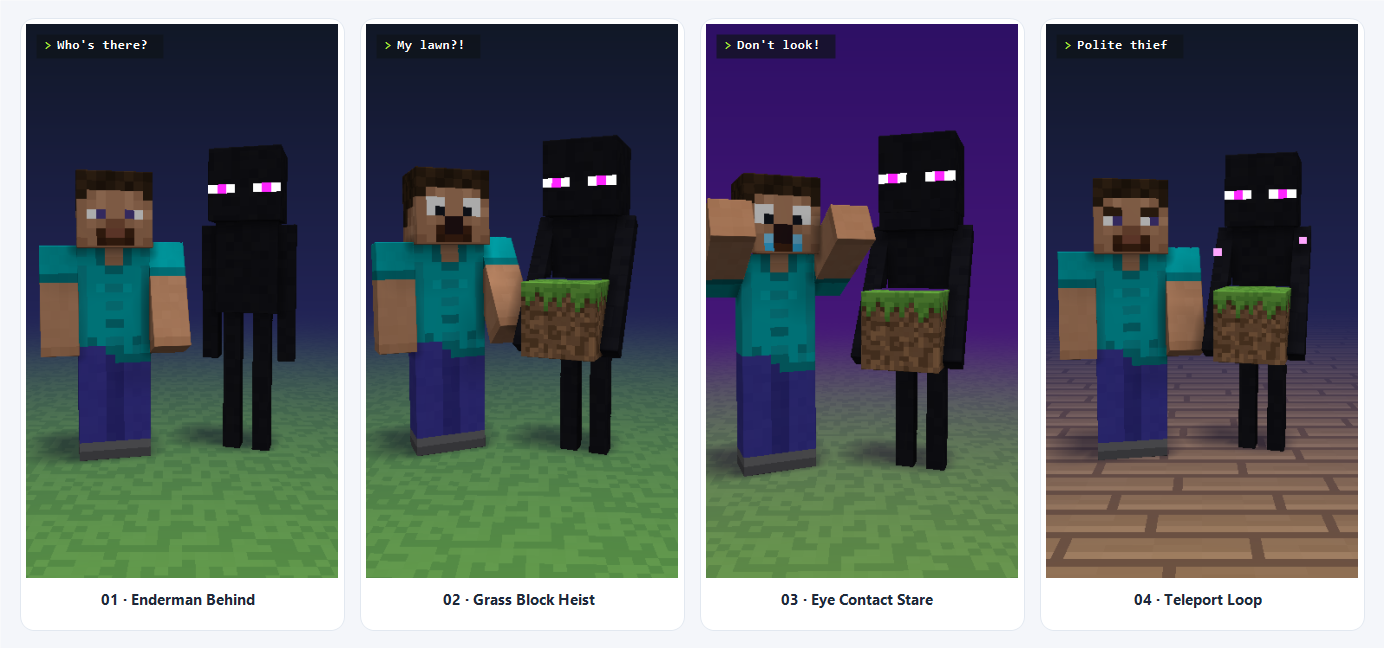 > Who's there?
> My lawn?!
> Don't look!
> Polite thief
01 · Enderman Behind
02 · Grass Block Heist
03 · Eye Contact Stare
04 · Teleport Loop